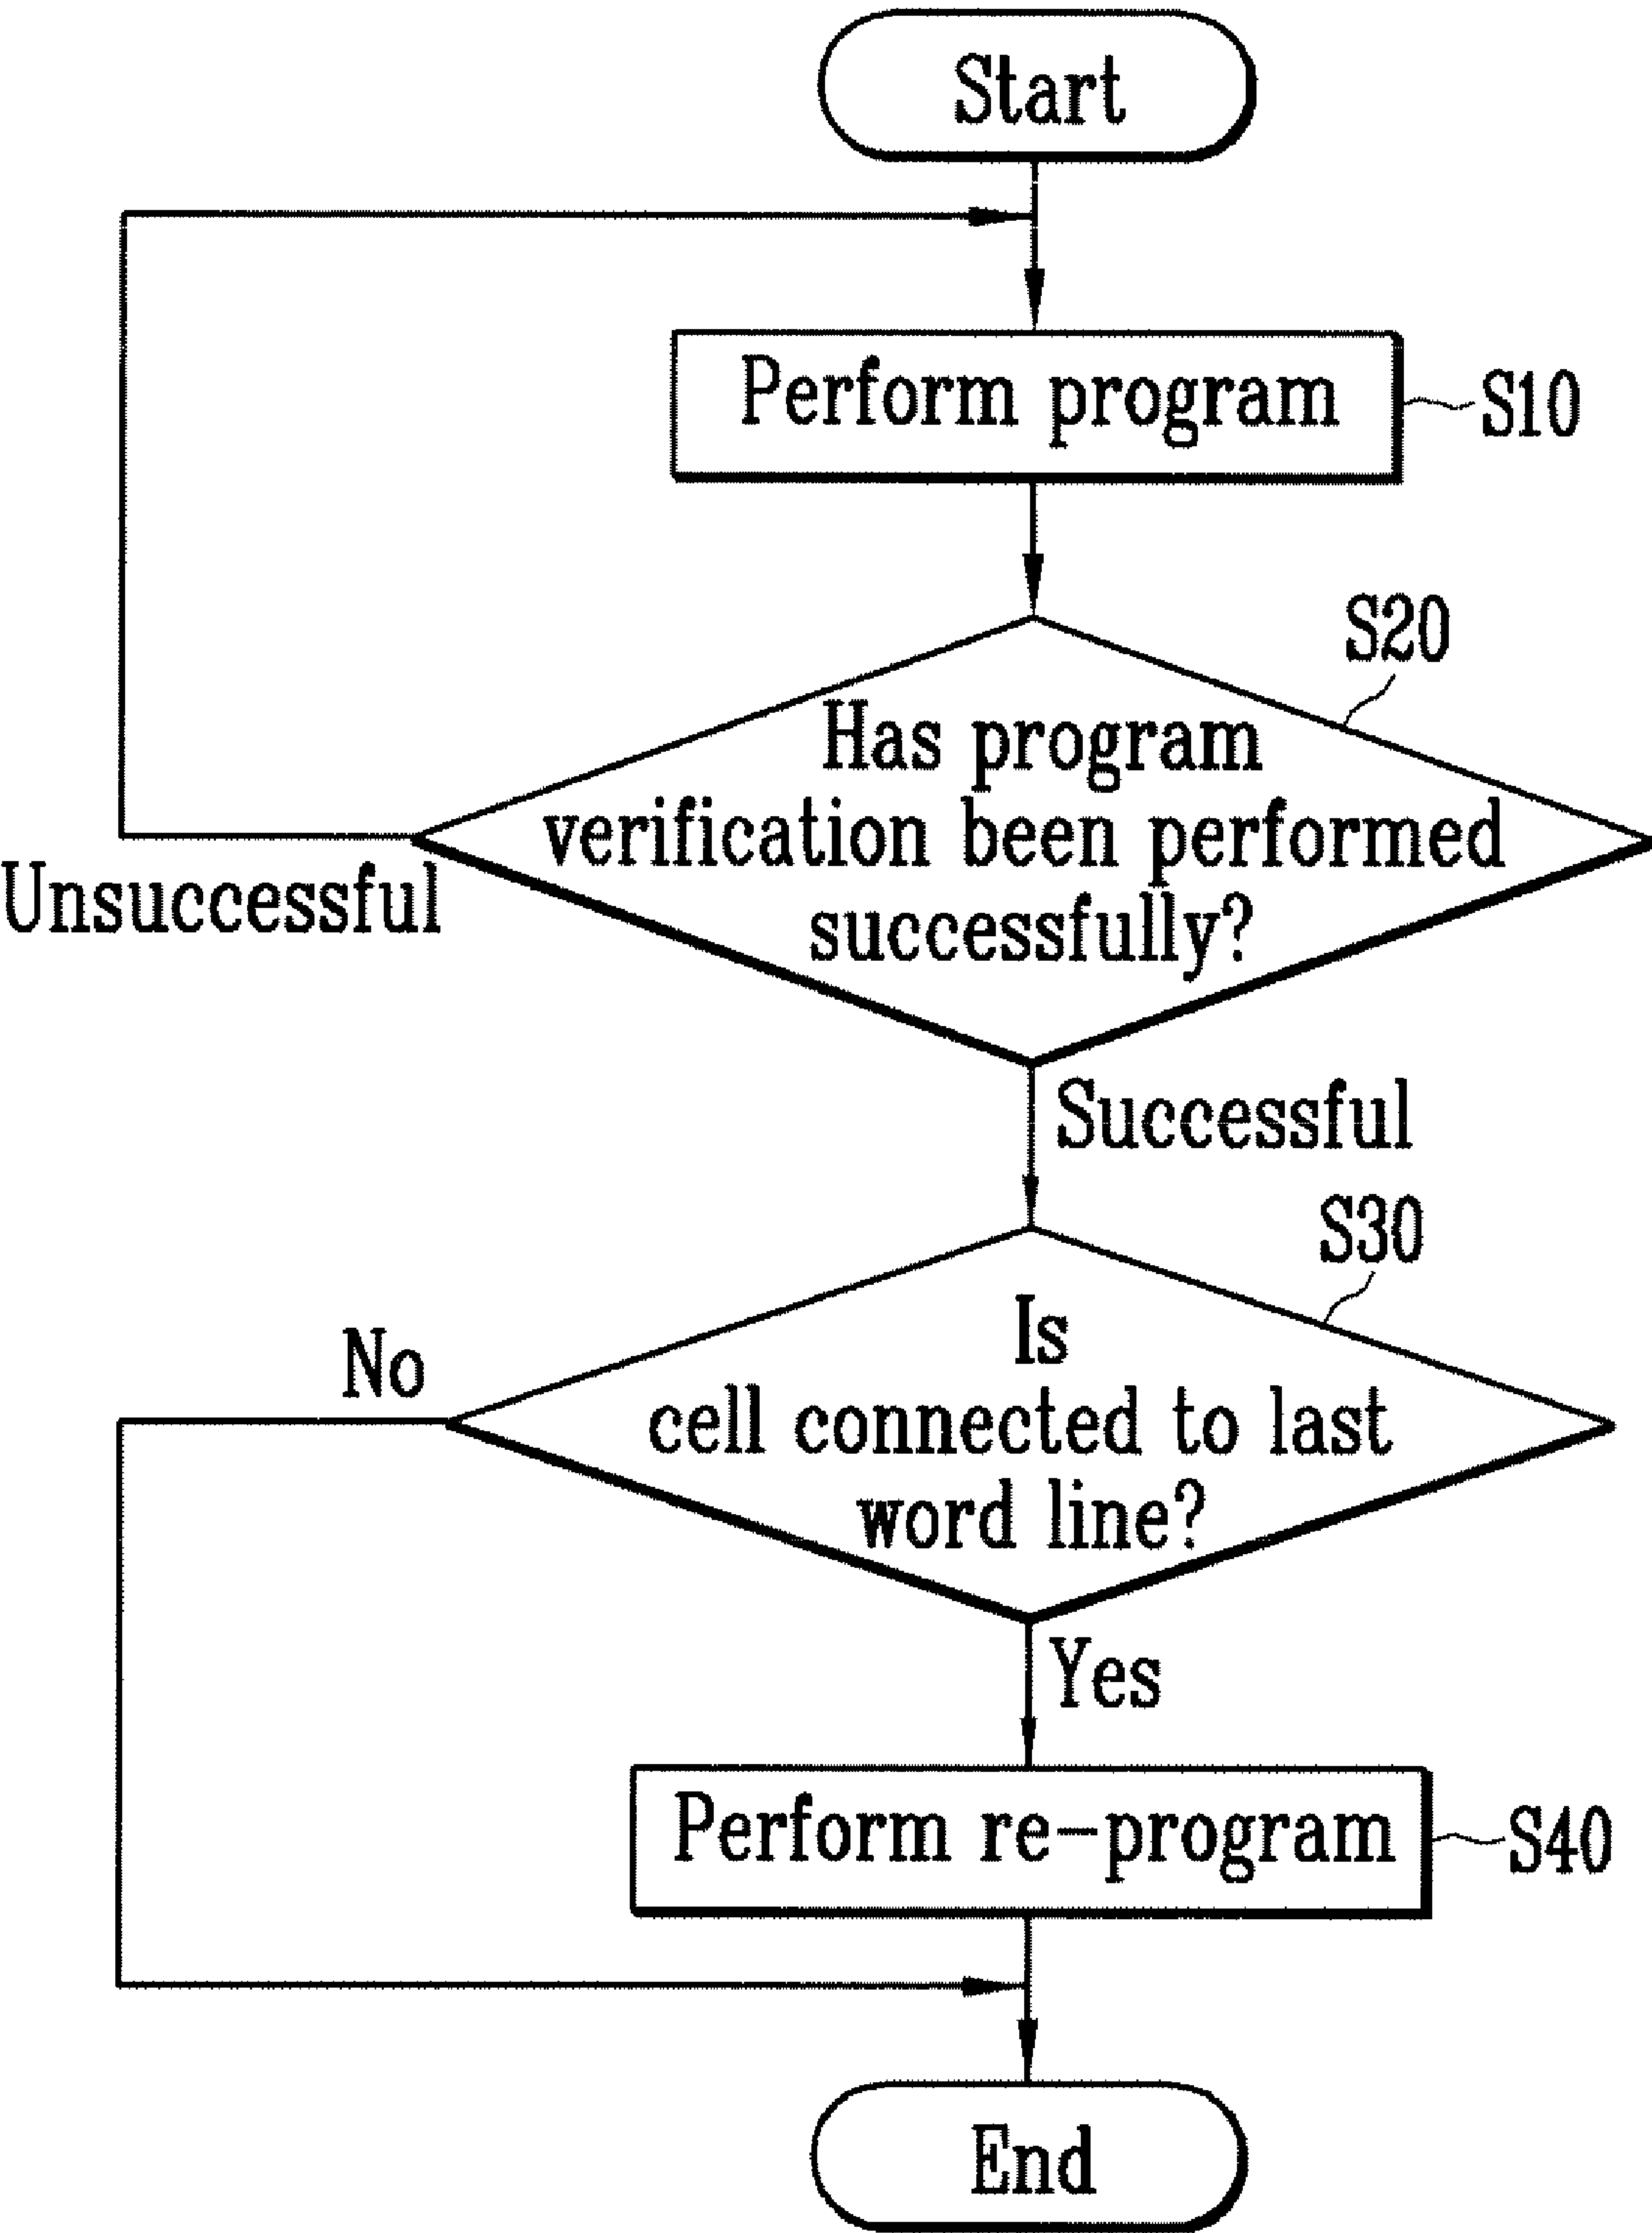 Start
Perform program
S10
S20
Has program
verification been performed
successfully?
Unsuccessful
Successful
S30
Is
cell connected to last
word line?
No
Yes
Perform re-program
S40
End